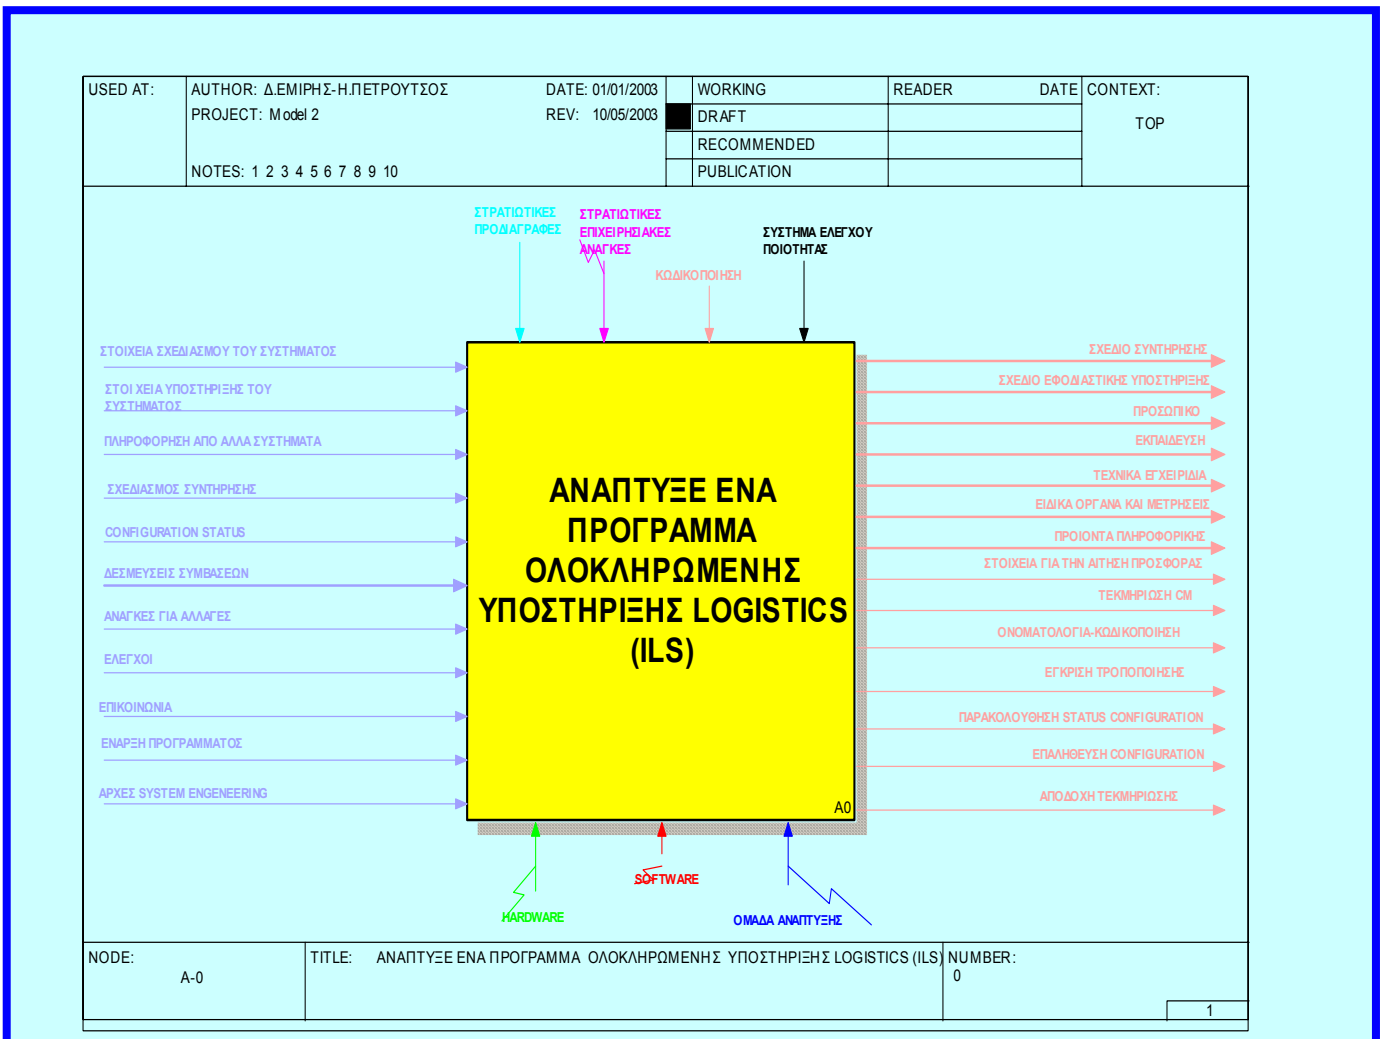 USED AT:
AUTHOR: Δ.ΕΜΙΡΗΣ-Η.ΠΕΤΡΟΥΤΣΟΣ
DATE: 01/01/2003
WORKING
READER DATE
CONTEXT:
PROJECT: Model 2
REV: 10/05/2003
DRAFT
TOP
RECOMMENDED
NOTES: 1 2 3 4 5 6 7 8 9 10
PUBLICATION
ΣΤΡΑΤΙΩΤΙΚΕΣ
ΠΡΟΔΙΑΓΡΑΦΕΣ
ΣΤΡΑΤΙΩΤΙΚΕΣ
ΕΠΙΧΕΙΡΗΣΙΑΚΕΣ
ΑΝΑΓΚΕΣ
ΚΩΔΙΚΟΠΟΙΗΣΗ
ΣΥΣΤΗΜΑ ΕΛΕΓΧΟΥ
ΠΟΙΟΤΗΤΑΣ
ΣΤΟΙΧΕΙΑ ΣΧΕΔΙΑΣΜΟΥ ΤΟΥ ΣΥΣΤΗΜΑΤΟΣ
ΣΤΟΙ ΧΕΙΑ ΥΠΟΣΤΗΡΙΞΗΣ ΤΟΥ
ΣΥΣΤΗΜΑΤΟΣ
ΠΛΗΡΟΦΟΡΗΣΗ ΑΠΟ ΑΛΛΑ ΣΥΣΤΗΜΑΤΑ
ΣΧΕΔΙΑΣΜΟΣ ΣΥΝΤΗΡΗΣΗΣ
CONFIGURATION STATUS
ΔΕΣΜΕΥΣΕΙΣ ΣΥΜΒΑΣΕΩΝ
ΑΝΑΓΚΕΣ ΓΙΑ ΑΛΛΑΓΕΣ
ΕΛΕΓΧΟΙ
ΕΠΙΚΟΙΝΩΝΙΑ
ΕΝΑΡΞΗ ΠΡΟΓΡΑΜΜΑΤΟΣ
ΑΡΧΕΣ SYSTEM ENGENEERING
ΑΝΑΠΤΥΞΕ ΕΝΑ
ΠΡΟΓΡΑΜΜΑ
ΟΛΟΚΛΗΡΩΜΕΝΗΣ
ΥΠΟΣΤΗΡΙΞΗΣ LOGISTICS
(ILS)
A0
ΣΧΕΔΙΟ ΣΥΝΤΗΡΗΣΗΣ
ΣΧΕΔΙΟ ΕΦΟΔΙΑΣΤΙΚΗΣ ΥΠΟΣΤΗΡΙΞΗΣ
ΠΡΟΣΩΠΙΚΟ
ΕΚΠΑΙΔΕΥΣΗ
ΤΕΧΝΙΚΑ ΕΓΧΕΙΡΙΔΙΑ
ΕΙΔΙΚΑ ΟΡΓΑΝΑ ΚΑΙ ΜΕΤΡΗΣΕΙΣ
ΠΡΟΙΟΝΤΑ ΠΛΗΡΟΦΟΡΙΚΗΣ
ΣΤΟΙΧΕΙΑ ΓΙΑ ΤΗΝ ΑΙΤΗΣΗ ΠΡΟΣΦΟΡΑΣ
ΤΕΚΜΗΡΙΩΣΗ CM
ΟΝΟΜΑΤΟΛΟΓΙΑ-ΚΩΔΙΚΟΠΟΙΗΣΗ
ΕΓΚΡΙΣΗ ΤΡΟΠΟΠΟΙΗΣΗΣ
ΠΑΡΑΚΟΛΟΥΘΗΣΗ STATUS CONFIGURATION
ΕΠΑΛΗΘΕΥΣΗ CONFIGURATION
ΑΠΟΔΟΧΗ ΤΕΚΜΗΡΙΩΣΗΣ
HARDWARE
SOFTWARE
ΟΜΑΔΑ ΑΝΑΠΤΥΞΗΣ
NODE:
A-0
TITLE: ΑΝΑΠΤΥΞΕ ΕΝΑ ΠΡΟΓΡΑΜΜΑ ΟΛΟΚΛΗΡΩΜΕΝΗΣ ΥΠΟΣΤΗΡΙΞΗΣ LOGISTICS (ILS)
NUMBER:
0
1